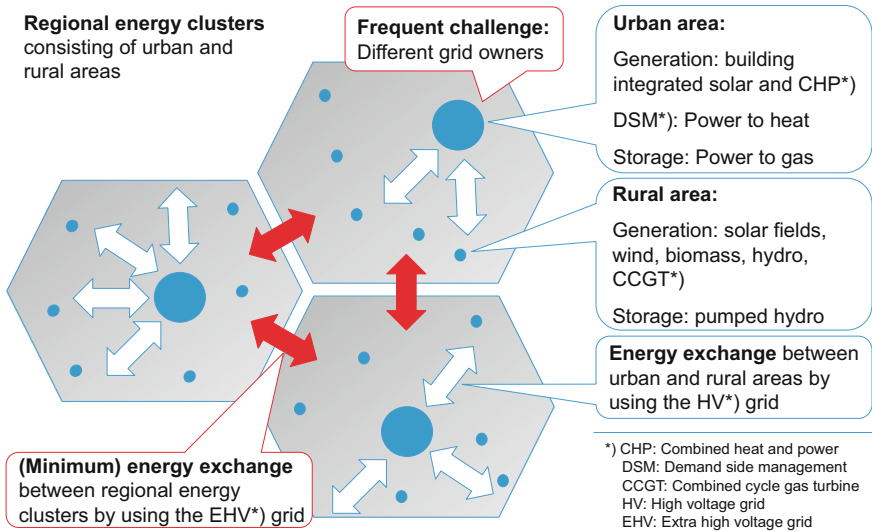 Regional energy clusters
consisting of urban and
rural areas
Frequent challenge:
Different grid owners
Urban area:
Generation: building
integrated solar and CHP*)
DSM*): Power to heat
Storage: Power to gas
Rural area:
Generation: solar fields,
wind, biomass, hydro,
CCGT*)
Storage: pumped hydro
Energy exchange between
urban and rural areas by
using the HV*) grid
(Minimum) energy exchange
between regional energy
clusters by using the EHV*) grid
*) CHP: Combined heat and power
DSM: Demand side management
CCGT: Combined cycle gas turbine
HV: High voltage grid
EHV: Extra high voltage grid